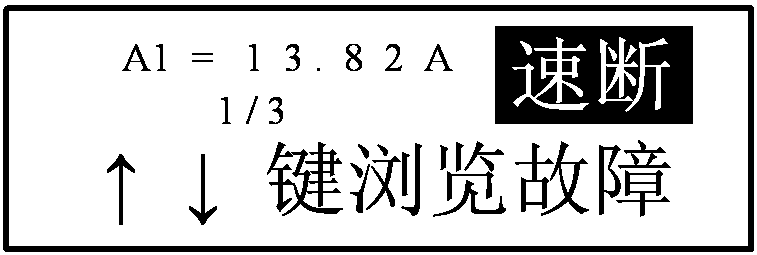 A1 = 13.82A 速断
1/3
↑ ↓ 键浏览故障